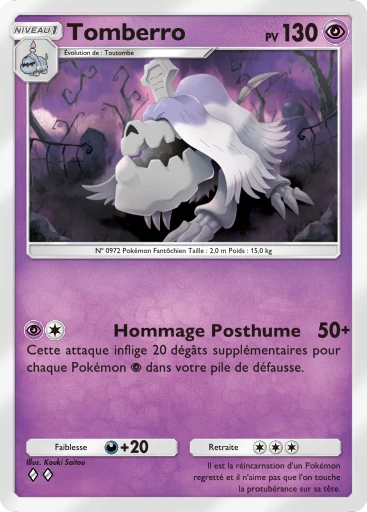 NIVEAU 1
Tomberro
PV 130
Évolution de : Toutombe
N° 0972 Pokémon Fantôchien Taille : 2,0 m Poids : 15,0 kg
Hommage Posthume 50+
Cette attaque inflige 20 dégâts supplémentaires pour
chaque Pokémon dans votre pile de défausse.
Faiblesse +20
Retraite
Illus. Kouki Saitou
Il est la réincarnation d'un Pokémon
regretté et il n'aime pas que l'on touche
la protubérance sur sa tête.